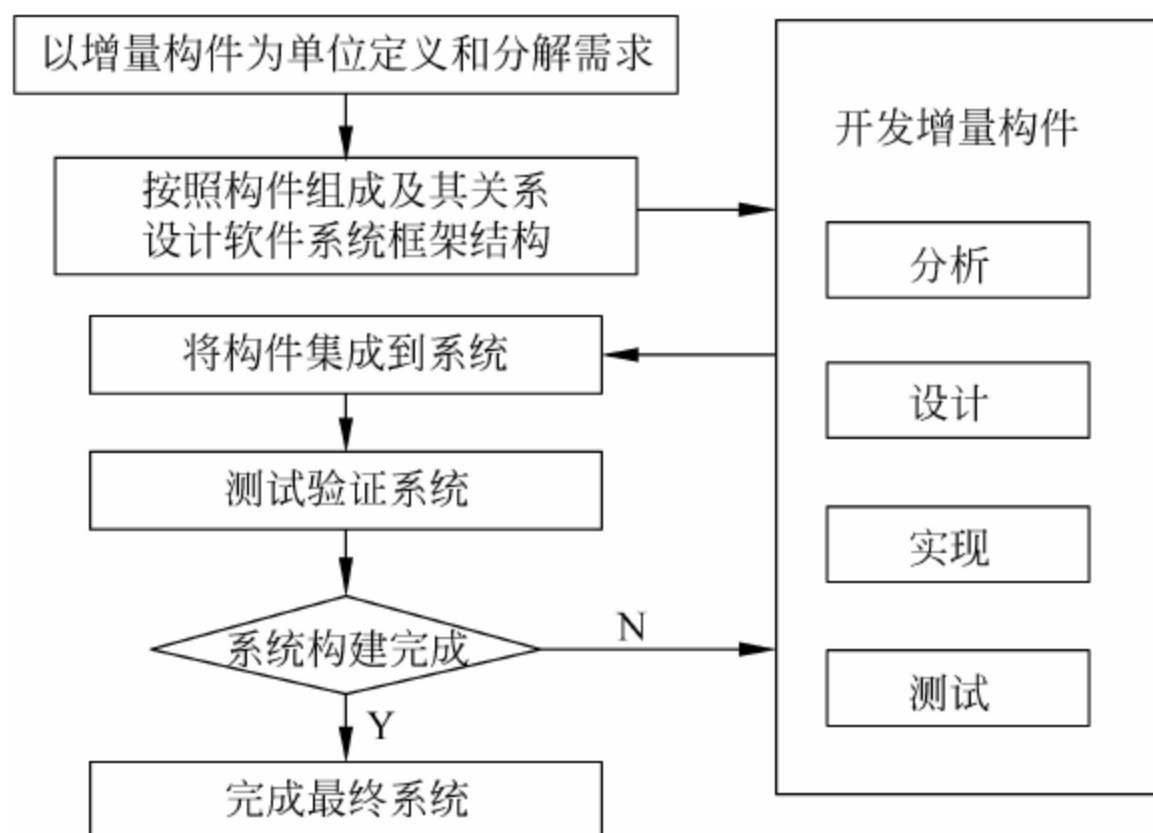 以增量构件为单位定义和分解需求
按照构件组成及其关系
设计软件系统框架结构
将构件集成到系统
测试验证系统
系统构建完成
N
Y
完成最终系统
开发增量构件
分析
设计
实现
测试